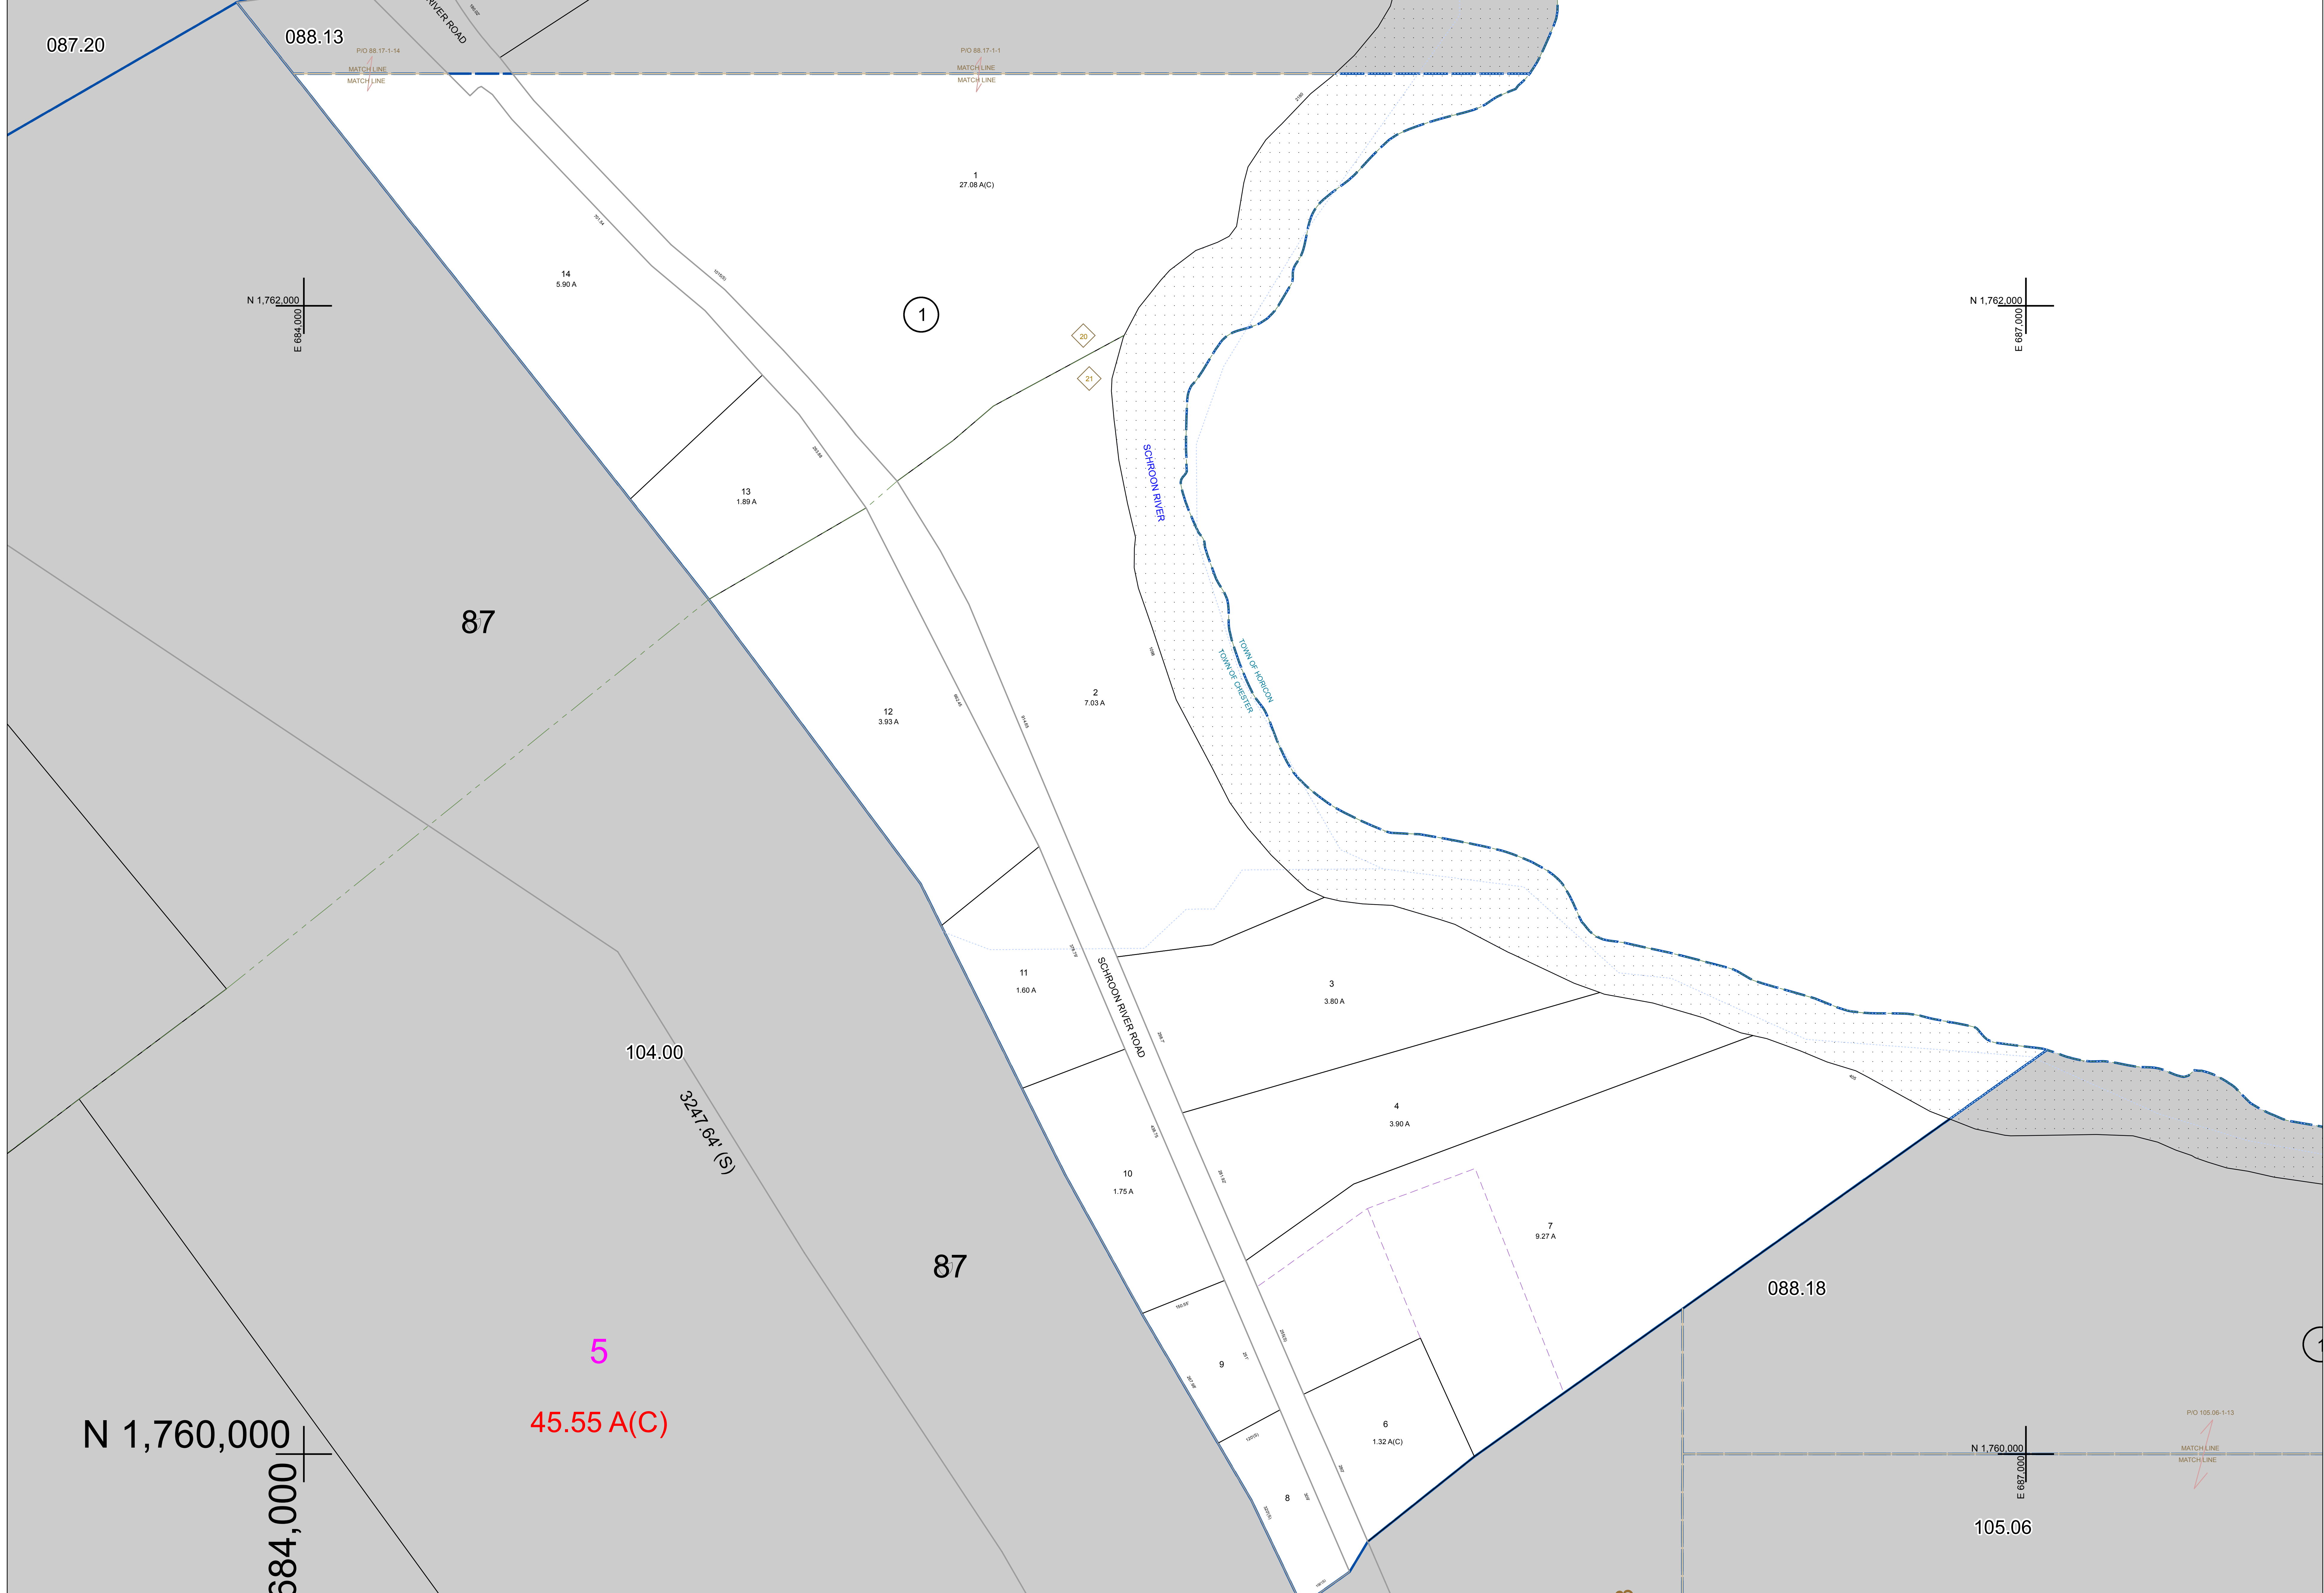 RIVER ROAD
087.20
088.13
P/O 88.17-1-14
P/O 88.17-1-1
MATCH LINE
MATCH LINE
MATCH LINE
MATCH LINE
2190
1
27.08 A(C)
14
5.90 A
N 1,762,000
E 684,000
1
N 1,762,000
E 687,000
20
21
SCHROON RIVER
13
1.89 A
87
TOWN OF HORICON
TOWN OF CHESTER
2
7.03 A
12
3.93 A
11
1.60 A
SCHROON RIVER ROAD
3
3.80 A
104.00
3247.64' (S)
4
3.90 A
10
1.75 A
7
9.27 A
87
088.18
5
45.55 A(C)
1
9
6
1.32 A(C)
P/O 105.06-1-13
N 1,760,000
684,000
N 1,760,000
E 687,000
MATCH LINE
MATCH LINE
8
105.06